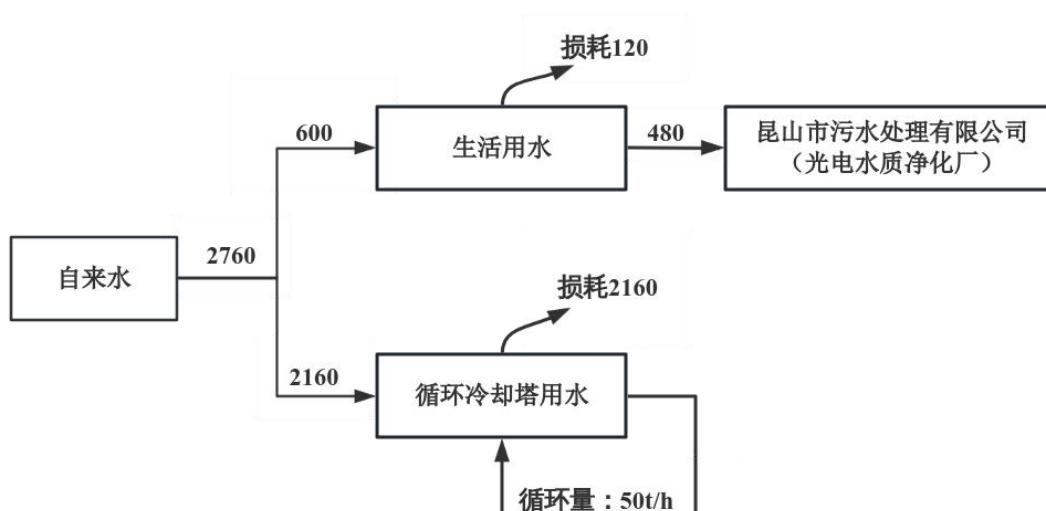 损耗120
600
生活用水
480
昆山市污水处理有限公司
（光电水质净化厂）
自来水
2760
损耗2160
2160
循环冷却塔用水
循环量：50t/h